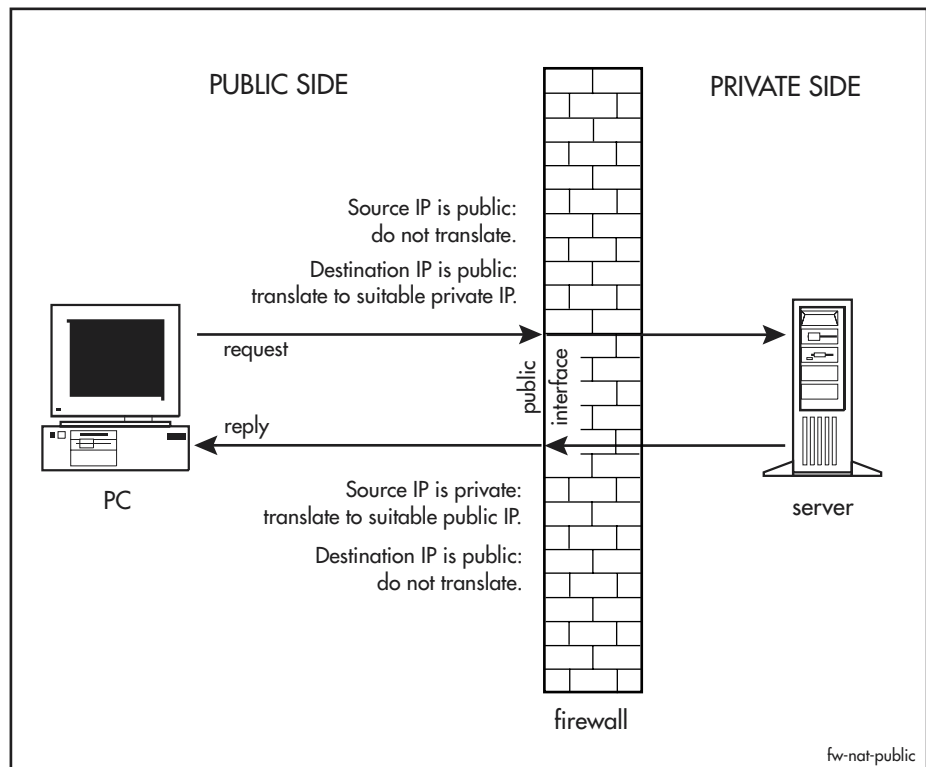 PUBLIC SIDE
PRIVATE SIDE
Source IP is public:
do not translate.
Destination IP is public:
translate to suitable private IP.
request
public
interface
reply
PC
server
Source IP is private:
translate to suitable public IP.
Destination IP is public:
do not translate.
firewall
fw-nat-public